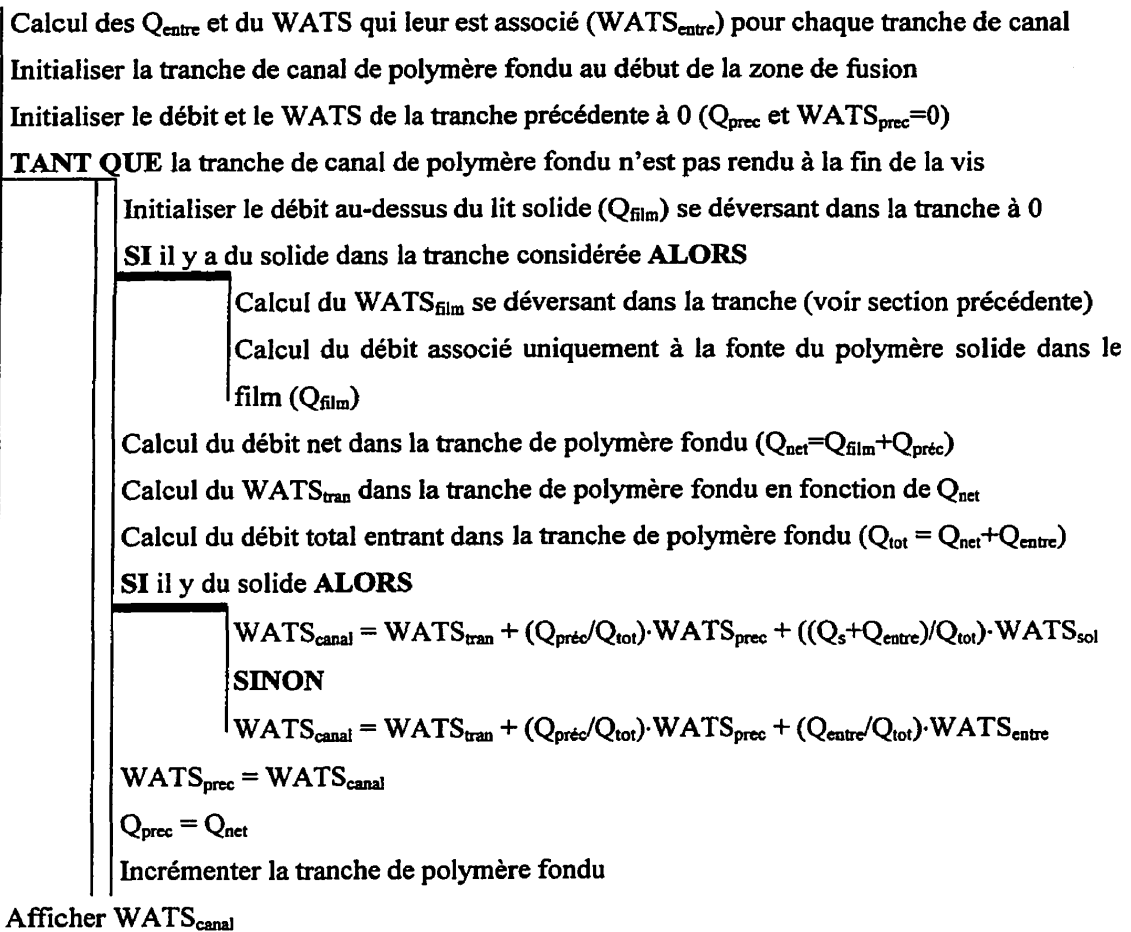 Calcul des Q_entre et du WATS qui leur est associé (WATS_entre) pour chaque tranche de canal
Initialiser la tranche de canal de polymère fondu au début de la zone de fusion
Initialiser le débit et le WATS de la tranche précédente à 0 (Q_prec et WATS_prec=0)
TANT QUE la tranche de canal de polymère fondu n'est pas rendu à la fin de la vis
Initialiser le débit au-dessus du lit solide (Q_film) se déversant dans la tranche à 0
SI il y a du solide dans la tranche considérée ALORS
Calcul du WATS_film se déversant dans la tranche (voir section précédente)
Calcul du débit associé uniquement à la fonte du polymère solide dans le
film (Q_film)
Calcul du débit net dans la tranche de polymère fondu (Q_net=Q_film+Q_préc)
Calcul du WATS_tran dans la tranche de polymère fondu en fonction de Q_net
Calcul du débit total entrant dans la tranche de polymère fondu (Q_tot = Q_net+Q_entre)
SI il y du solide ALORS
WATS_canal = WATS_tran + (Q_préc/Q_tot)·WATS_prec + ((Q_s+Q_entre)/Q_tot)·WATS_sol
SINON
WATS_canal = WATS_tran + (Q_préc/Q_tot)·WATS_prec + (Q_entre/Q_tot)·WATS_entre
WATS_prec = WATS_canal
Q_prec = Q_net
Incrémenter la tranche de polymère fondu
Afficher WATS_canal